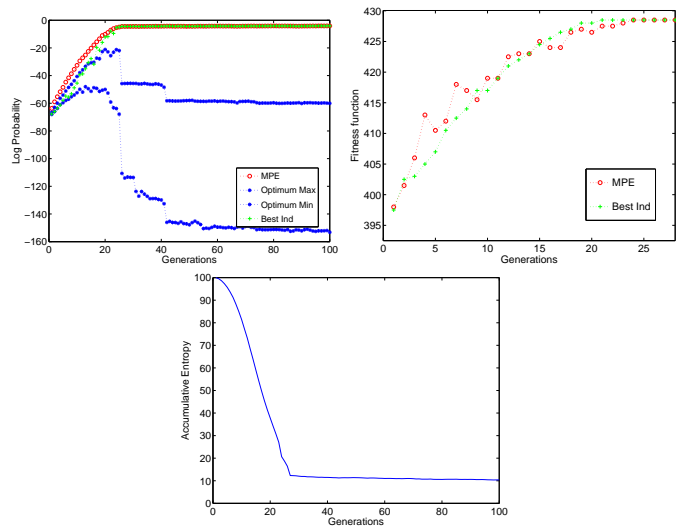 0
−20
−40
−60
−80
−100
−120
−140
−160
0 20 40 60 80 100
Log Probability
Generations
MPE
Optimum Max
Optimum Min
Best Ind
430
425
420
415
410
405
400
395
0 5 10 15 20 25
Fitness function
Generations
MPE
Best Ind
100
90
80
70
60
50
40
30
20
10
0
0 20 40 60 80 100
Accumulative Entropy
Generations